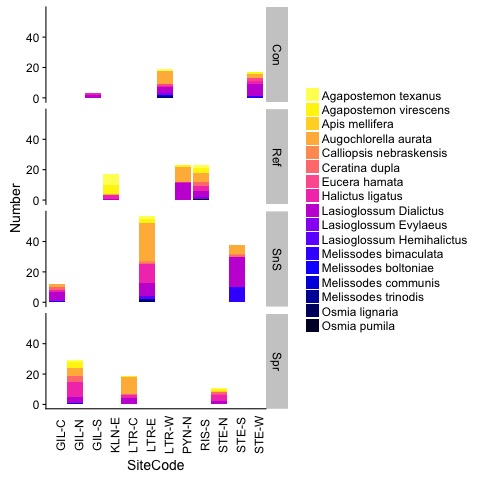 Number
40
20
0
Con
40
20
0
Ref
40
20
0
SnS
40
20
0
Spr
GIL-C
GIL-N
GIL-S
KLN-E
LTR-C
LTR-E
LTR-W
PYN-N
RIS-S
STE-N
STE-S
STE-W
SiteCode
Agapostemon texanus
Agapostemon virescens
Apis mellifera
Augochlorella aurata
Calliopsis nebraskensis
Ceratina dupla
Eucera hamata
Halictus ligatus
Lasioglossum Dialictus
Lasioglossum Evylaeus
Lasioglossum Hemihalictus
Melissodes bimaculata
Melissodes boltoniae
Melissodes communis
Melissodes trinodis
Osmia lignaria
Osmia pumila